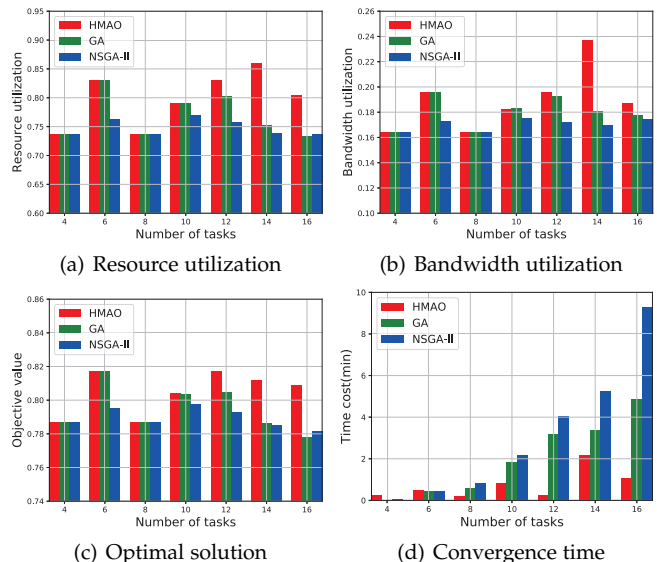 0.95
0.90
0.85
0.80
0.75
0.70
0.65
0.60
Resource utilization
HMAO
GA
NSGA-II
4 6 8 10 12 14 16
Number of tasks
(a) Resource utilization
0.26
0.24
0.22
0.20
0.18
0.16
0.14
0.12
0.10
Bandwidth utilization
HMAO
GA
NSGA-II
4 6 8 10 12 14 16
Number of tasks
(b) Bandwidth utilization
0.86
0.84
0.82
0.80
0.78
0.76
0.74
Objective value
HMAO
GA
NSGA-II
4 6 8 10 12 14 16
Number of tasks
(c) Optimal solution
10
8
6
4
2
0
Time cost(min)
HMAO
GA
NSGA-II
4 6 8 10 12 14 16
Number of tasks
(d) Convergence time